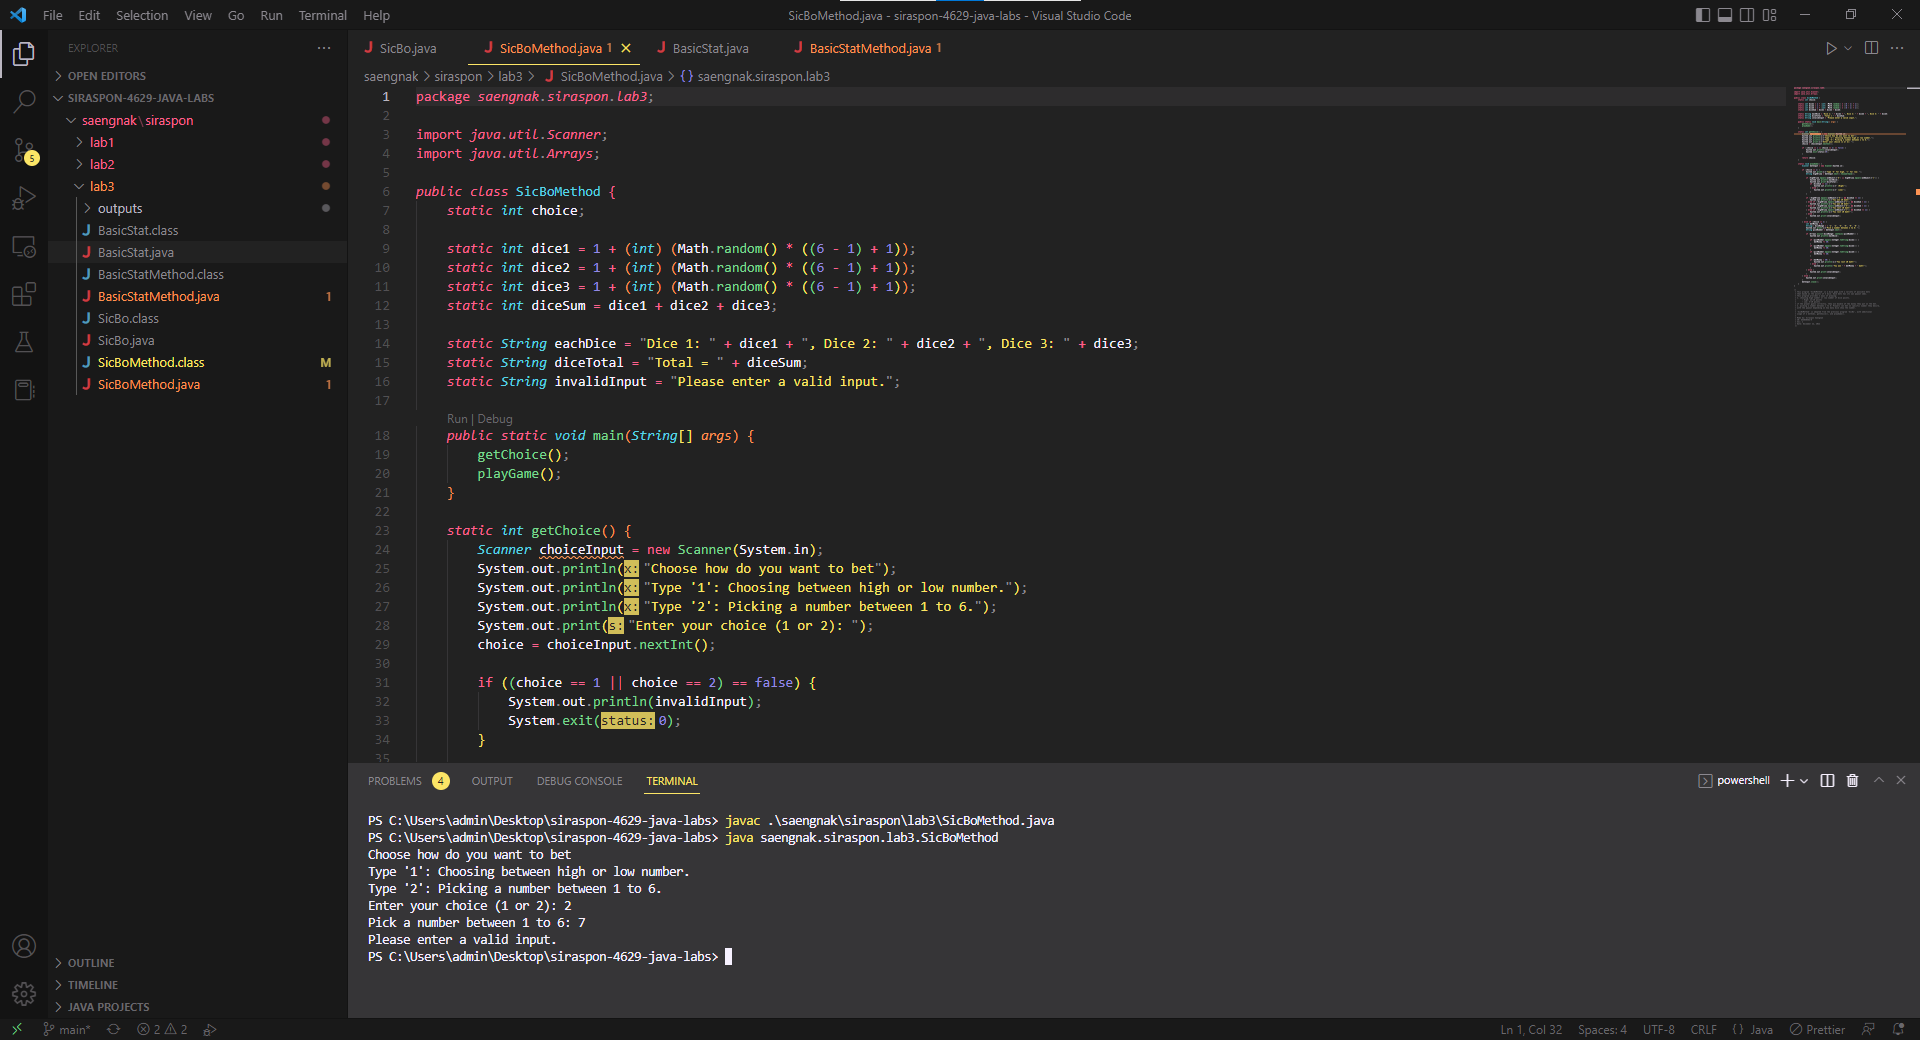 File Edit Selection View Go Run Terminal Help
SicBoMethod.java - siraspon-4629-java-labs - Visual Studio Code
EXPLORER
OPEN EDITORS
SIRASPON-4629-JAVA-LABS
saengnak \ siraspon
lab1
lab2
lab3
outputs
J BasicStat.class
J BasicStat.java
J BasicStatMethod.class
J BasicStatMethod.java 1
J SicBo.class
J SicBo.java
J SicBoMethod.class M
J SicBoMethod.java 1
5
OUTLINE
TIMELINE
JAVA PROJECTS
J SicBo.java J SicBoMethod.java 1 J BasicStat.java J BasicStatMethod.java 1
saengnak > siraspon > lab3 > J SicBoMethod.java > {} saengnak.siraspon.lab3
1 package saengnak.siraspon.lab3;
2
3 import java.util.Scanner;
4 import java.util.Arrays;
5
6 public class SicBoMethod {
7 static int choice;
8
9 static int dice1 = 1 + (int) (Math.random() * ((6 - 1) + 1));
10 static int dice2 = 1 + (int) (Math.random() * ((6 - 1) + 1));
11 static int dice3 = 1 + (int) (Math.random() * ((6 - 1) + 1));
12 static int diceSum = dice1 + dice2 + dice3;
13
14 static String eachDice = "Dice 1: " + dice1 + ", Dice 2: " + dice2 + ", Dice 3: " + dice3;
15 static String diceTotal = "Total = " + diceSum;
16 static String invalidInput = "Please enter a valid input.";
17
Run | Debug
18 public static void main(String[] args) {
19 getChoice();
20 playGame();
21 }
22
23 static int getChoice() {
24 Scanner choiceInput = new Scanner(System.in);
25 System.out.println(x: "Choose how do you want to bet");
26 System.out.println(x: "Type '1': Choosing between high or low number.");
27 System.out.println(x: "Type '2': Picking a number between 1 to 6.");
28 System.out.print(s: "Enter your choice (1 or 2): ");
29 choice = choiceInput.nextInt();
30
31 if ((choice == 1 || choice == 2) == false) {
32 System.out.println(invalidInput);
33 System.exit(status: 0);
34 }
35
PROBLEMS 4 OUTPUT DEBUG CONSOLE TERMINAL
powershell
PS C:\Users\admin\Desktop\siraspon-4629-java-labs> javac .\saengnak\siraspon\lab3\SicBoMethod.java
PS C:\Users\admin\Desktop\siraspon-4629-java-labs> java saengnak.siraspon.lab3.SicBoMethod
Choose how do you want to bet
Type '1': Choosing between high or low number.
Type '2': Picking a number between 1 to 6.
Enter your choice (1 or 2): 2
Pick a number between 1 to 6: 7
Please enter a valid input.
PS C:\Users\admin\Desktop\siraspon-4629-java-labs>
main* 2 2
Ln 1, Col 32 Spaces: 4 UTF-8 CRLF {} Java Prettier